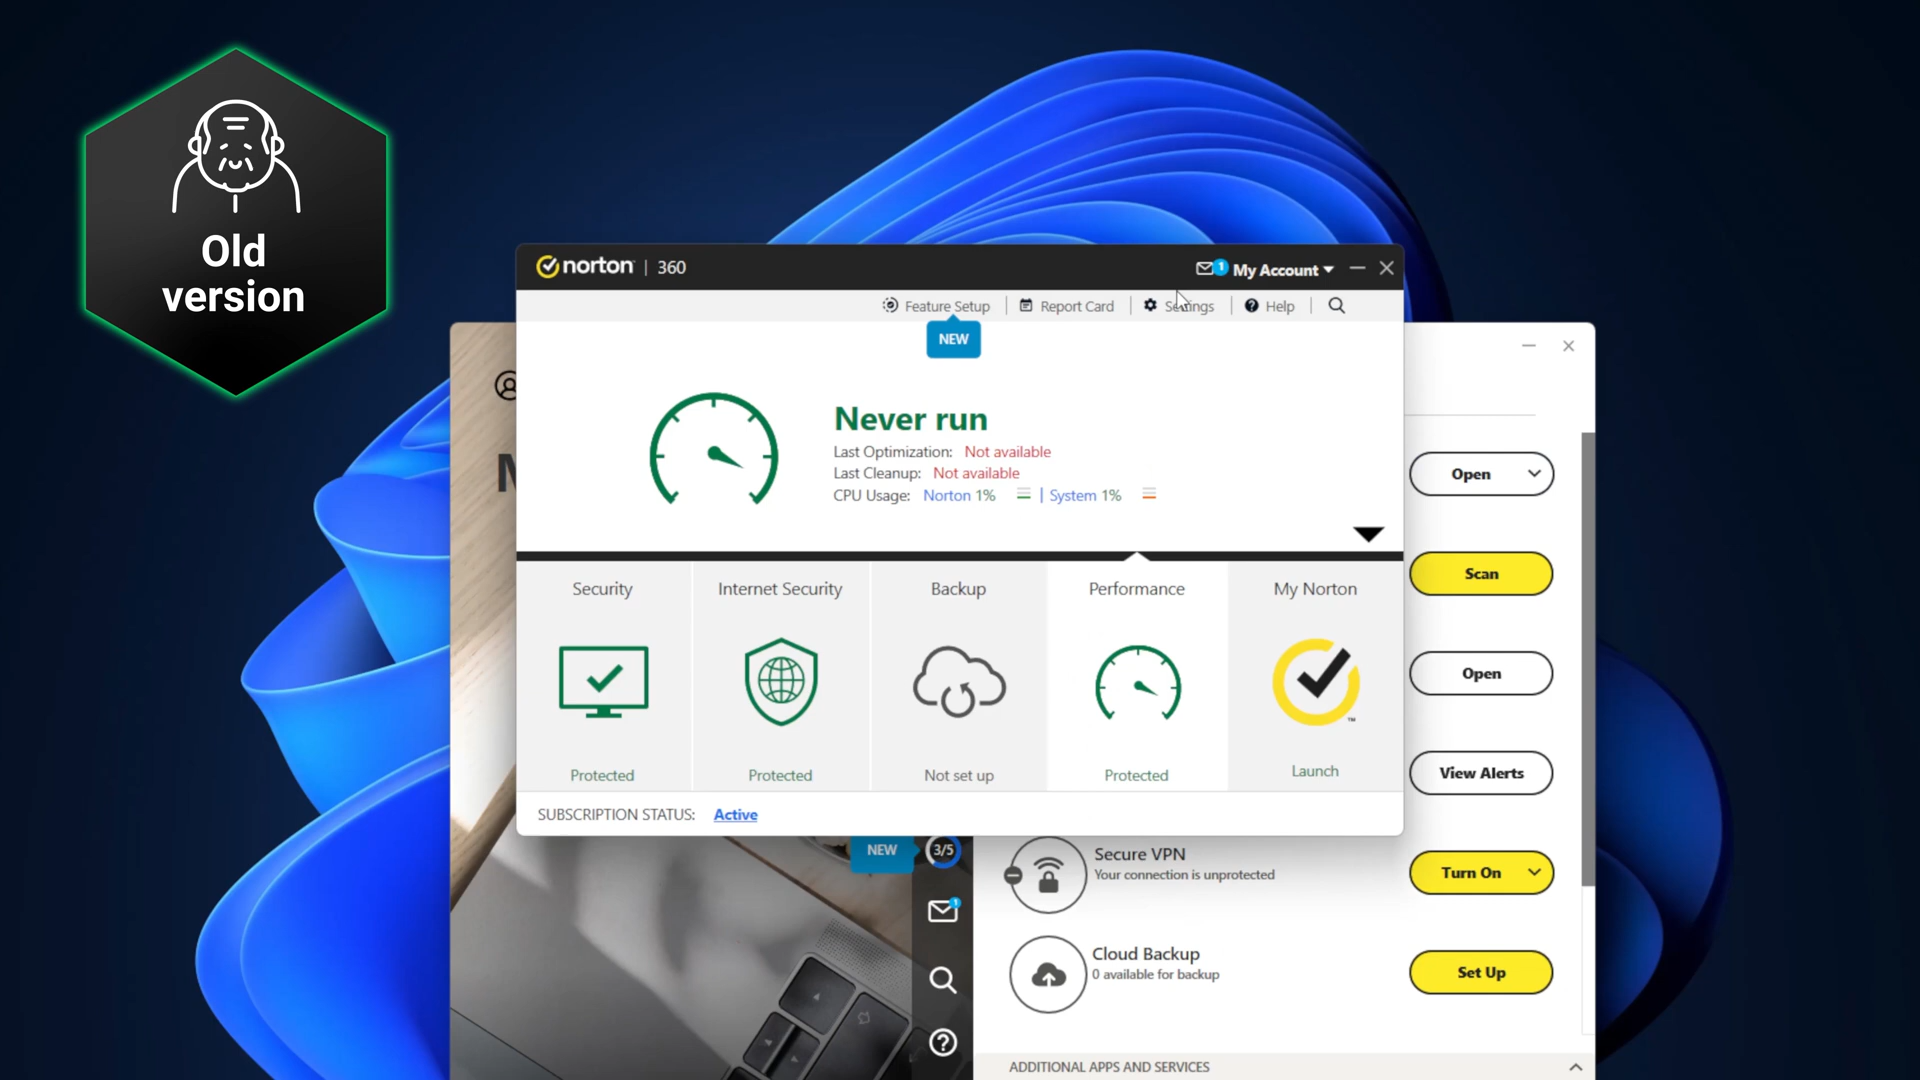 Old
version
norton | 360
1
My Account
Feature Setup
Report Card
Settings
Help
NEW
Never run
Last Optimization: Not available
Last Cleanup: Not available
CPU Usage: Norton 1% | System 1%
Security
Internet Security
Backup
Performance
My Norton
Protected
Protected
Not set up
Protected
Launch
SUBSCRIPTION STATUS: Active
M
Open
Scan
Open
View Alerts
NEW
3/5
1
Secure VPN
Your connection is unprotected
Turn On
Cloud Backup
0 available for backup
Set Up
ADDITIONAL APPS AND SERVICES